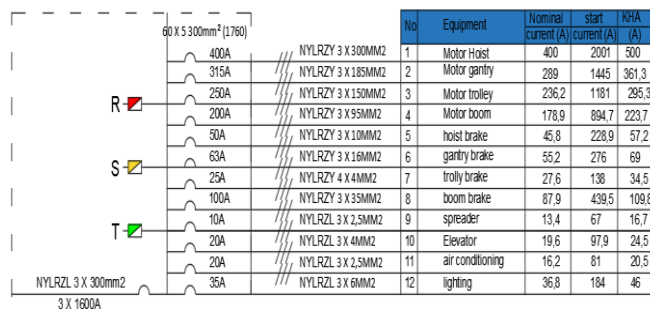 60 X 5 300mm² (1760)
No Equipment Nominal current (A) start current (A) KHA (A)
400A NYLRZY 3 X 300MM2 1 Motor Hoist 400 2001 500
315A NYLRZY 3 X 185MM2 2 Motor gantry 289 1445 361,3
250A NYLRZY 3 X 150MM2 3 Motor trolley 236,2 1181 295,3
R
200A NYLRZY 3 X 95MM2 4 Motor boom 178,9 894,7 223,7
50A NYLRZY 3 X 10MM2 5 hoist brake 45,8 228,9 57,2
63A NYLRZY 3 X 16MM2 6 gantry brake 55,2 276 69
S
25A NYLRZY 4 X 4MM2 7 trolly brake 27,6 138 34,5
100A NYLRZY 3 X 35MM2 8 boom brake 87,9 439,5 109,8
10A NYLRZL 3 X 2,5MM2 9 spreader 13,4 67 16,7
T
20A NYLRZL 3 X 4MM2 10 Elevator 19,6 97,9 24,5
20A NYLRZL 3 X 2,5MM2 11 air conditioning 16,2 81 20,5
NYLRZL 3 X 300mm2 35A NYLRZL 3 X 6MM2 12 lighting 36,8 184 46
3 X 1600A